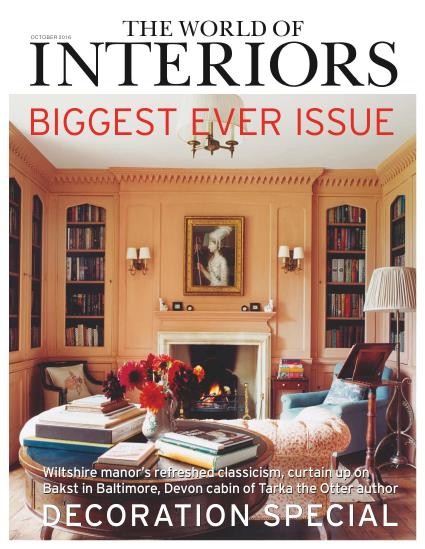 THE WORLD OF
OCTOBER 2016
INTERIORS
BIGGEST EVER ISSUE
Wiltshire manor's refreshed classicism, curtain up on
Bakst in Baltimore, Devon cabin of Tarka the Otter author
DECORATION SPECIAL